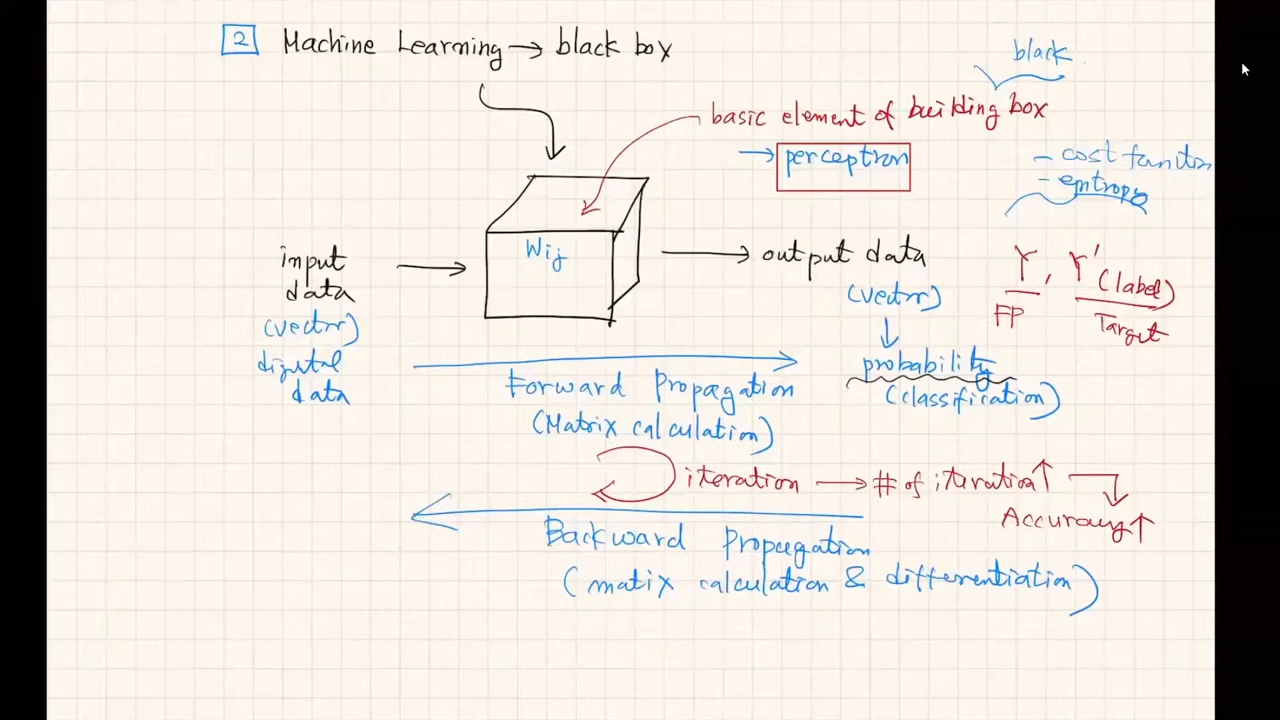 2 Machine Learning → black box
black
basic element of building box
→ perceptron
- cost function
- entropy
Wij
input
data
(vector)
digital
data
→ output data
(vector)
↓
probability
(classification)
Y, Y'(label)
FP Target
Forward Propagation
(Matrix calculation)
iteration → # of iteration↑
Accuracy↑
Backward Propagation
(matix calculation & differentiation)